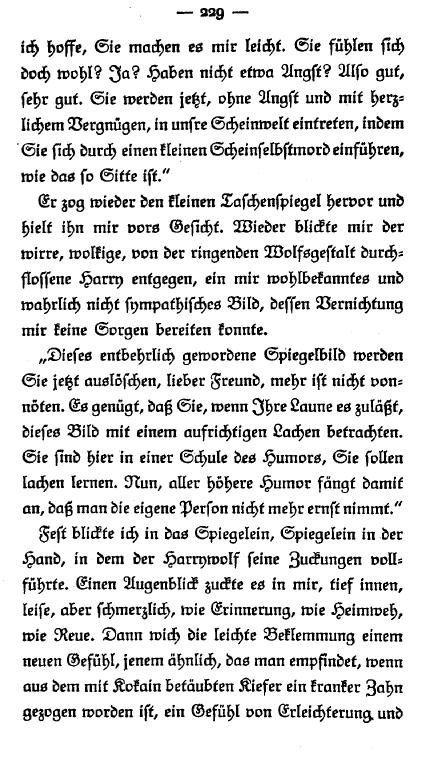 — 229 —
ich hoffe, Sie machen es mir leicht. Sie fühlen sich
doch wohl? Ja? Haben nicht etwa Angst? Also gut,
sehr gut. Sie werden jetzt, ohne Angst und mit herz-
lichem Vergnügen, in unsre Scheinwelt eintreten, indem
Sie sich durch einen kleinen Scheinselbstmord einführen,
wie das so Sitte ist.“
Er zog wieder den kleinen Taschenspiegel hervor und
hielt ihn mir vors Gesicht. Wieder blickte mir der
wirre, wolkige, von der ringenden Wolfsgestalt durch-
flossene Harry entgegen, ein mir wohlbekanntes und
wahrlich nicht sympathisches Bild, dessen Vernichtung
mir keine Sorgen bereiten konnte.
„Dieses entbehrlich gewordene Spiegelbild werden
Sie jetzt auslöschen, lieber Freund, mehr ist nicht von-
nöten. Es genügt, daß Sie, wenn Ihre Laune es zuläßt,
dieses Bild mit einem aufrichtigen Lachen betrachten.
Sie sind hier in einer Schule des Humors, Sie sollen
lachen lernen. Nun, aller höhere Humor fängt damit
an, daß man die eigene Person nicht mehr ernst nimmt.“
Fest blickte ich in das Spiegelein, Spiegelein in der
Hand, in dem der Harrywolf seine Zuckungen voll-
führte. Einen Augenblick zuckte es in mir, tief innen,
leise, aber schmerzlich, wie Erinnerung, wie Heimweh,
wie Reue. Dann wich die leichte Beklemmung einem
neuen Gefühl, jenem ähnlich, das man empfindet, wenn
aus dem mit Kokain betäubten Kiefer ein kranker Zahn
gezogen worden ist, ein Gefühl von Erleichterung und